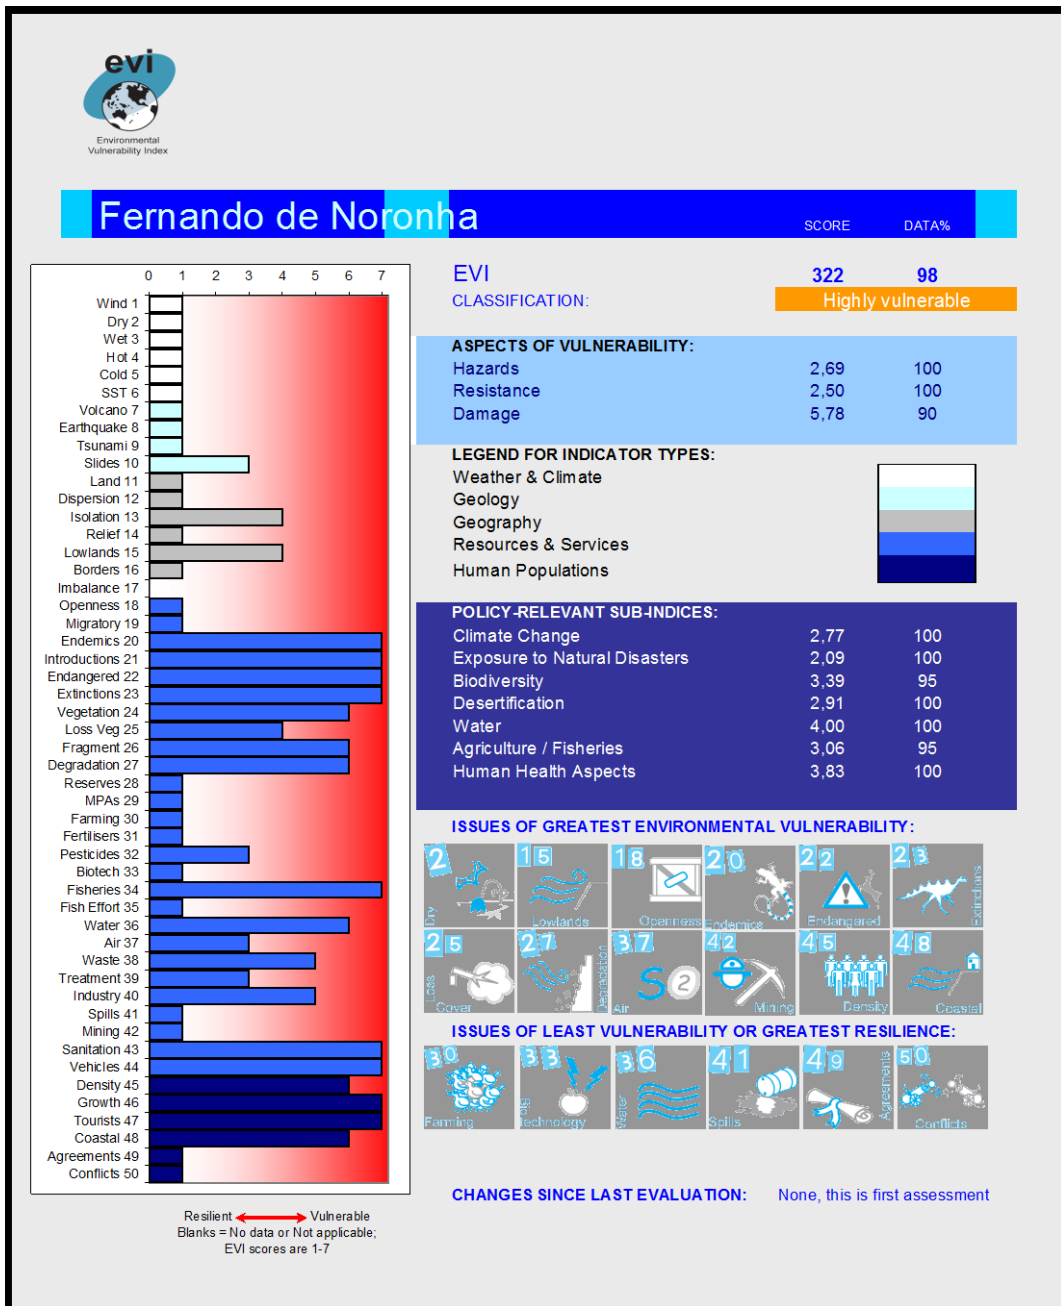 evi
Environmental
Vulnerability Index
Fernando de Noronha
SCORE DATA%
0 1 2 3 4 5 6 7
Wind 1
Dry 2
Wet 3
Hot 4
Cold 5
SST 6
Volcano 7
Earthquake 8
Tsunami 9
Slides 10
Land 11
Dispersion 12
Isolation 13
Relief 14
Lowlands 15
Borders 16
Imbalance 17
Openness 18
Migratory 19
Endemics 20
Introductions 21
Endangered 22
Extinctions 23
Vegetation 24
Loss Veg 25
Fragment 26
Degradation 27
Reserves 28
MPAs 29
Farming 30
Fertilisers 31
Pesticides 32
Biotech 33
Fisheries 34
Fish Effort 35
Water 36
Air 37
Waste 38
Treatment 39
Industry 40
Spills 41
Mining 42
Sanitation 43
Vehicles 44
Density 45
Growth 46
Tourists 47
Coastal 48
Agreements 49
Conflicts 50
Resilient Vulnerable
Blanks = No data or Not applicable;
EVI scores are 1-7
EVI 322 98
CLASSIFICATION: Highly vulnerable
ASPECTS OF VULNERABILITY:
Hazards 2,69 100
Resistance 2,50 100
Damage 5,78 90
LEGEND FOR INDICATOR TYPES:
Weather & Climate
Geology
Geography
Resources & Services
Human Populations
POLICY-RELEVANT SUB-INDICES:
Climate Change 2,77 100
Exposure to Natural Disasters 2,09 100
Biodiversity 3,39 95
Desertification 2,91 100
Water 4,00 100
Agriculture / Fisheries 3,06 95
Human Health Aspects 3,83 100
ISSUES OF GREATEST ENVIRONMENTAL VULNERABILITY:
2 Dry
15 Lowlands
18 Openness
20 Endemics
22 Endangered
23 Extinctions
25 Loss Cover
27 Degradation
37 Air SO2
42 Mining
45 Density
48 Coastal
ISSUES OF LEAST VULNERABILITY OR GREATEST RESILIENCE:
30 Farming
33 Bio technology
36 Water
41 Spills
49 Agreements
50 Conflicts
CHANGES SINCE LAST EVALUATION: None, this is first assessment